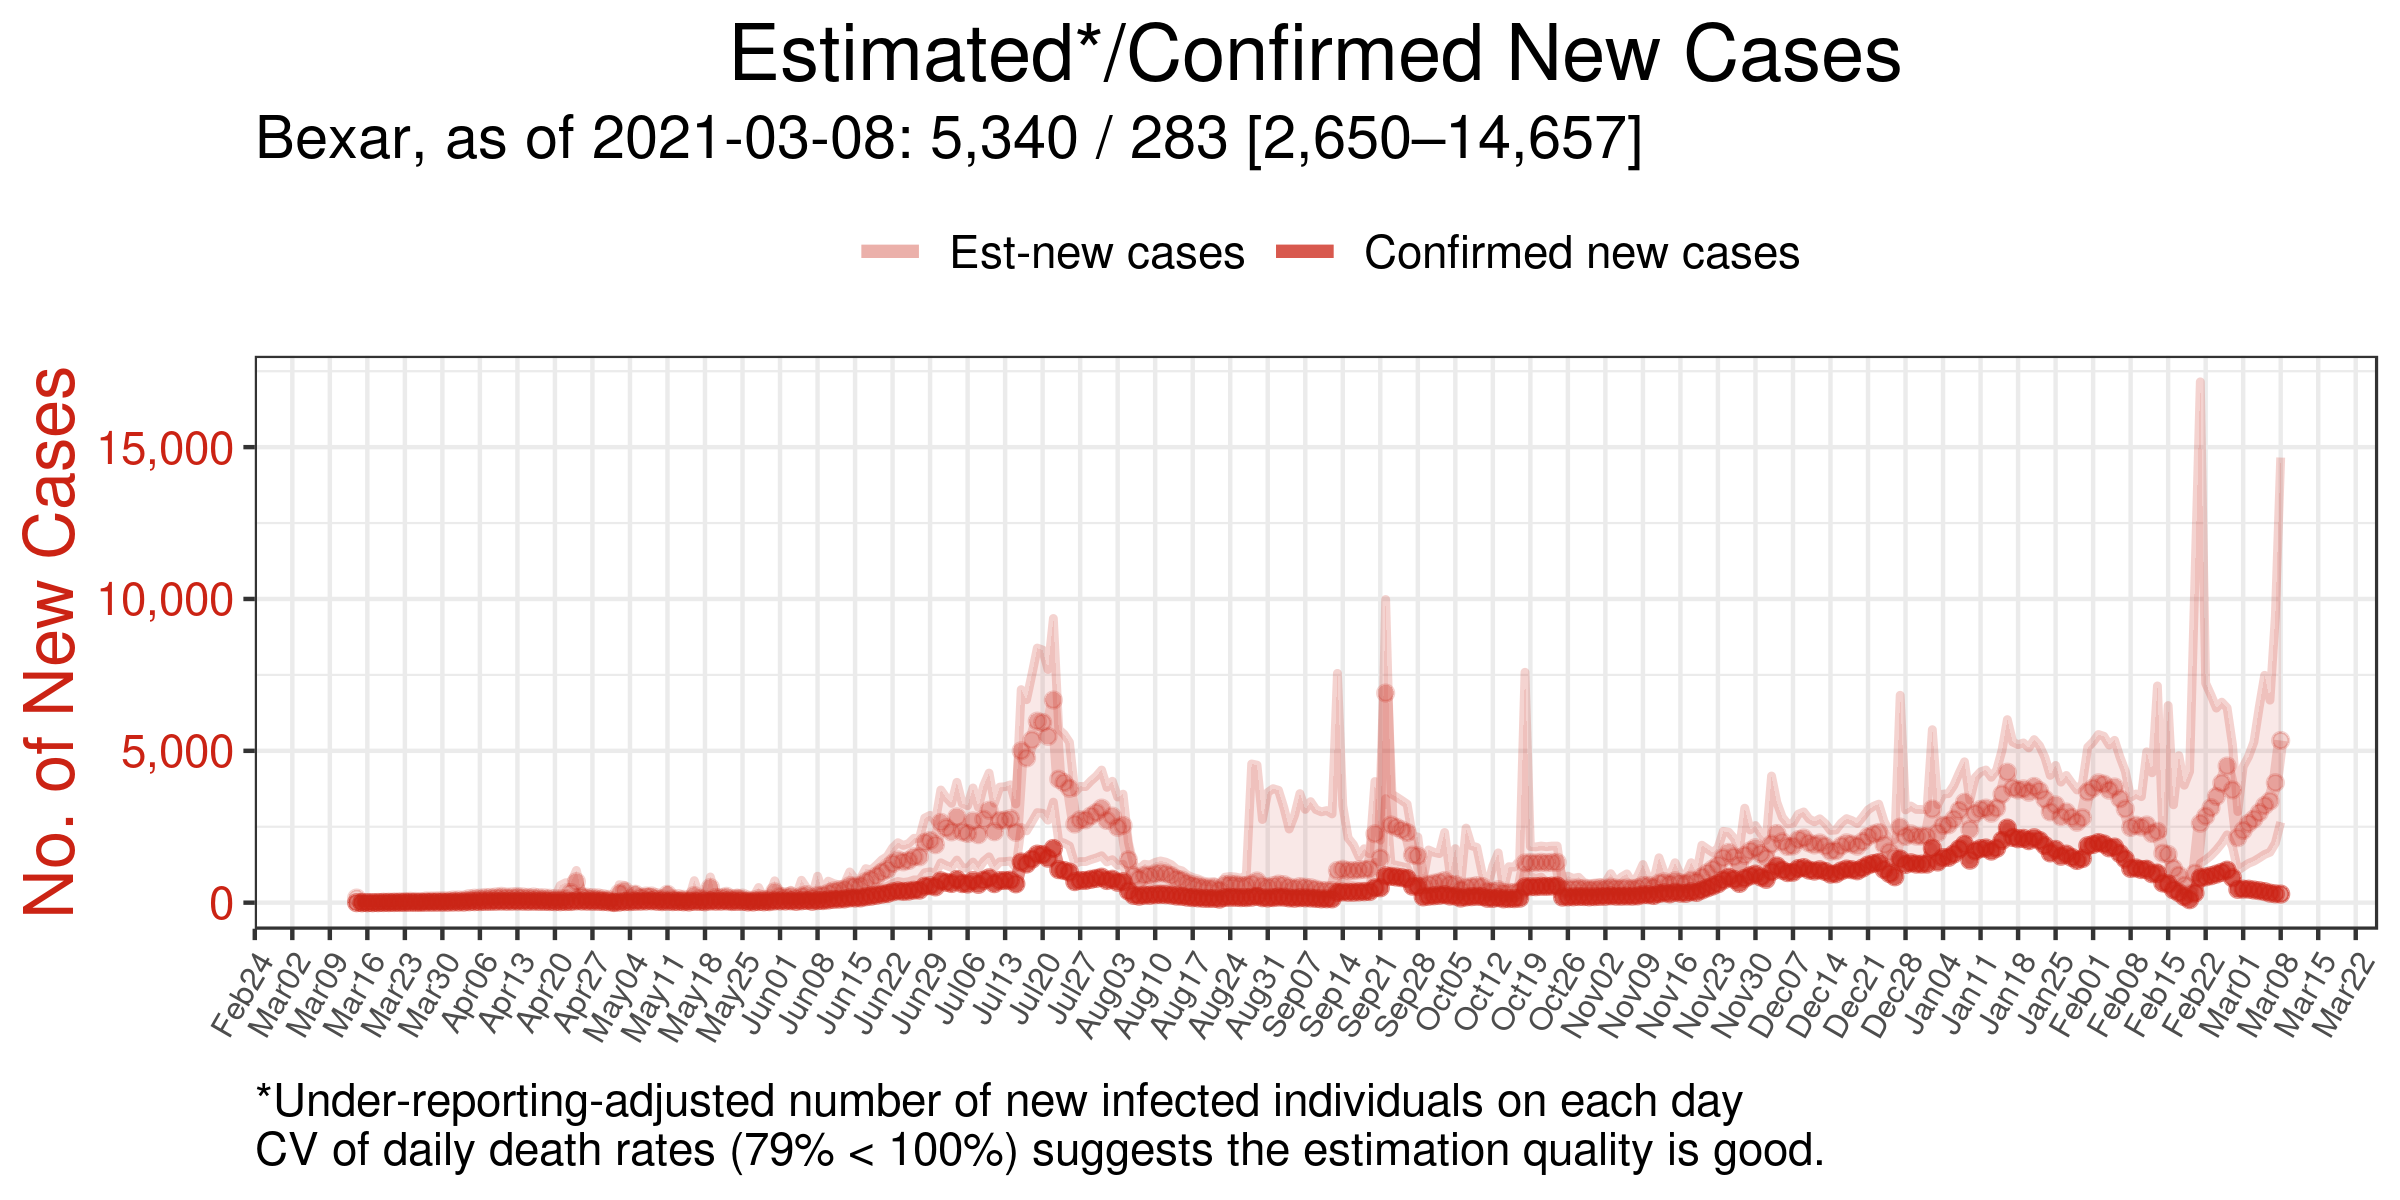 Estimated*/Confirmed New Cases
Bexar, as of 2021-03-08: 5,340 / 283 [2,650–14,657]
Est-new cases Confirmed new cases
No. of New Cases
15,000
10,000
5,000
0
Feb24 Mar02 Mar09 Mar16 Mar23 Mar30 Apr06 Apr13 Apr20 Apr27 May04 May11 May18 May25 Jun01 Jun08 Jun15 Jun22 Jun29 Jul06 Jul13 Jul20 Jul27 Aug03 Aug10 Aug17 Aug24 Aug31 Sep07 Sep14 Sep21 Sep28 Oct05 Oct12 Oct19 Oct26 Nov02 Nov09 Nov16 Nov23 Nov30 Dec07 Dec14 Dec21 Dec28 Jan04 Jan11 Jan18 Jan25 Feb01 Feb08 Feb15 Feb22 Mar01 Mar08 Mar15 Mar22
*Under-reporting-adjusted number of new infected individuals on each day
CV of daily death rates (79% < 100%) suggests the estimation quality is good.